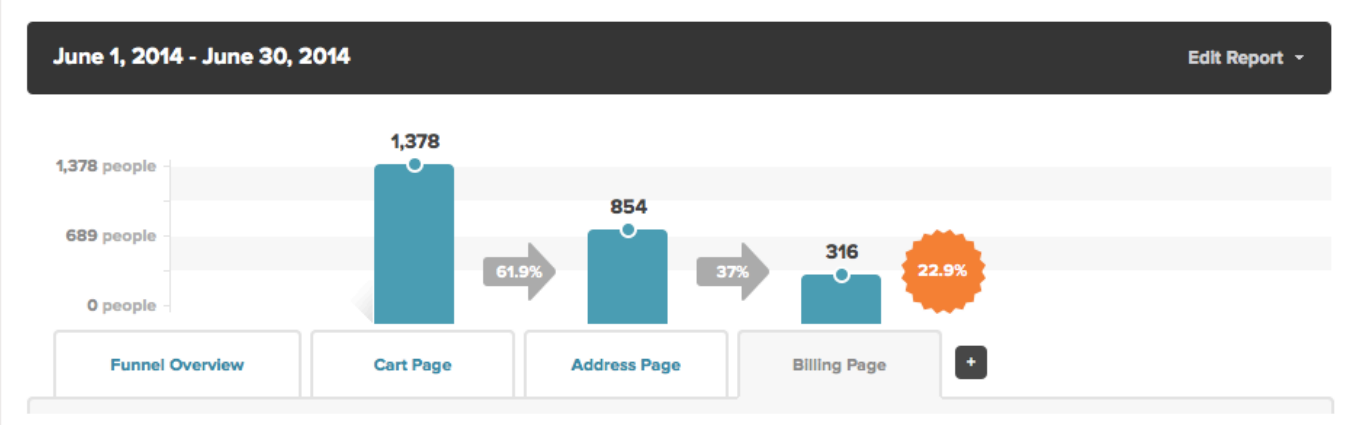 June 1, 2014 - June 30, 2014
Edit Report
1,378
1,378 people
854
689 people
316
61.9%
37%
22.9%
0 people
Funnel Overview
Cart Page
Address Page
Billing Page
+